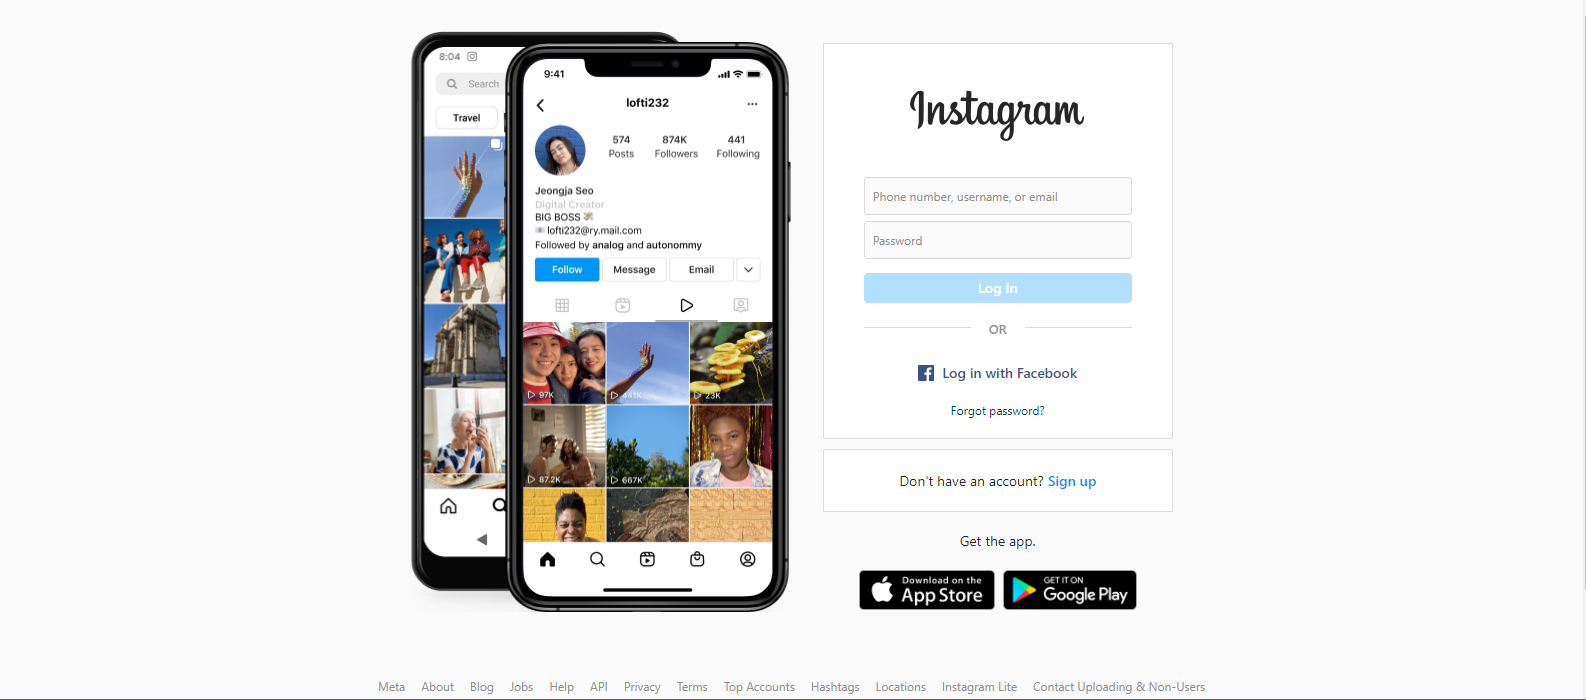 8:04
Search
Travel
9:41
lofti232
574 874K 441
Posts Followers Following
Jeongja Seo
Digital Creator
BIG BOSS
lofti232@ry.mail.com
Followed by analog and autonommy
Follow Message Email
97K 441K 23K
87.2K 667K
Instagram
Phone number, username, or email
Password
Log In
OR
Log in with Facebook
Forgot password?
Don't have an account? Sign up
Get the app.
Download on the
App Store
GET IT ON
Google Play
Meta About Blog Jobs Help API Privacy Terms Top Accounts Hashtags Locations Instagram Lite Contact Uploading & Non-Users